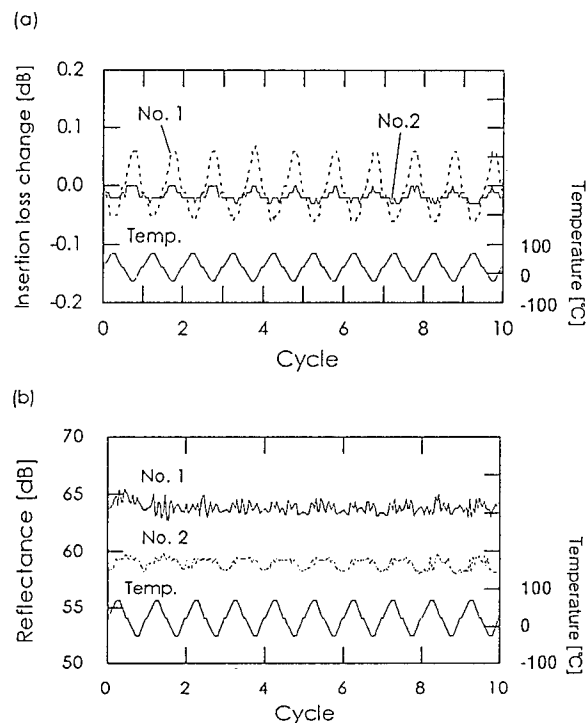 (a)
0.2
0.1
0.0
-0.1
-0.2
Insertion loss change [dB]
No. 1
No.2
Temp.
100
0
-100
Temperature [°C]
0 2 4 6 8 10
Cycle
(b)
70
65
60
55
50
Reflectance [dB]
No. 1
No. 2
Temp.
100
0
-100
Temperature [°C]
0 2 4 6 8 10
Cycle